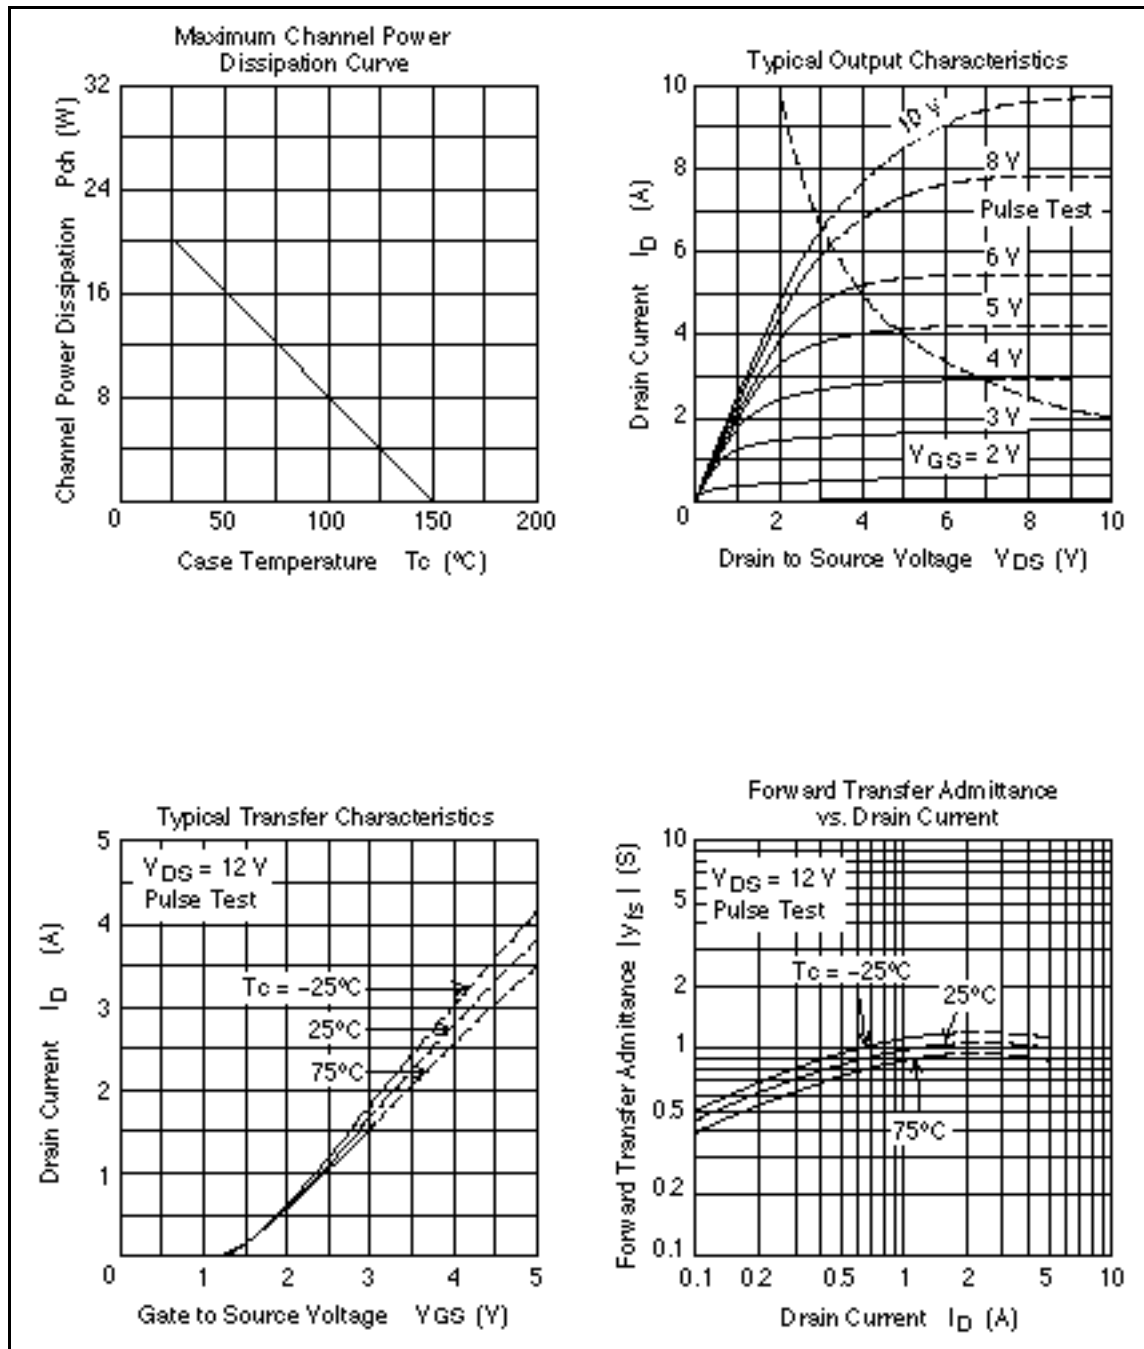 Maximum Channel Power
Dissipation Curve
Channel Power Dissipation Pch (W)
32
24
16
8
0
50
100
150
200
Case Temperature Tc (°C)
Typical Output Characteristics
Drain Current ID (A)
10
8
6
4
2
0
2
4
6
8
10
10 V
8 V
Pulse Test
6 V
5 V
4 V
3 V
VGS = 2 V
Drain to Source Voltage VDS (V)
Typical Transfer Characteristics
Drain Current ID (A)
5
4
3
2
1
0
1
2
3
4
5
VDS = 12 V
Pulse Test
Tc = –25°C
25°C
75°C
Gate to Source Voltage VGS (V)
Forward Transfer Admittance
vs. Drain Current
Forward Transfer Admittance |yfs| (S)
10
5
2
1
0.5
0.2
0.1
0.1
0.2
0.5
1
2
5
10
VDS = 12 V
Pulse Test
Tc = –25°C
25°C
75°C
Drain Current ID (A)